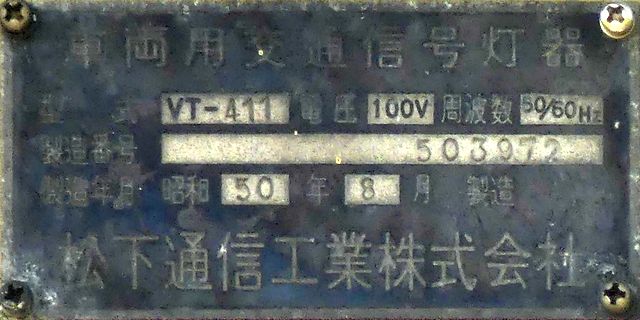 車両用交通信号灯器
型式 VT-411 電圧 100V 周波数 50/60Hz
製造番号 503972
製造年月 昭和 50 年 8 月 製造
松下通信工業株式会社